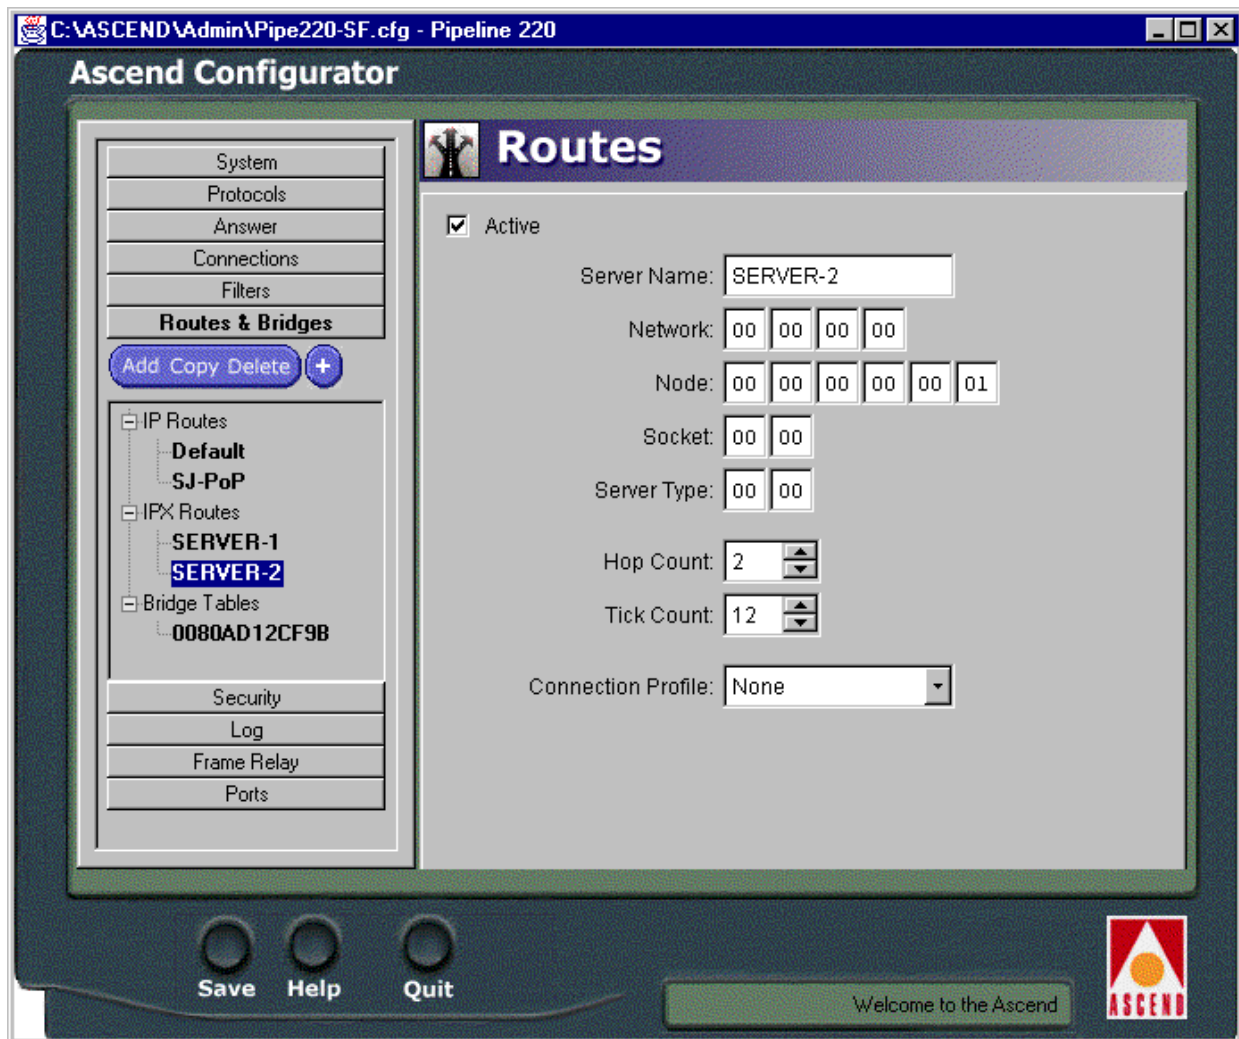 C:\ASCEND\Admin\Pipe220-SF.cfg - Pipeline 220
Ascend Configurator
System
Protocols
Answer
Connections
Filters
Routes & Bridges
Add Copy Delete +
IP Routes
Default
SJ-PoP
IPX Routes
SERVER-1
SERVER-2
Bridge Tables
0080AD12CF9B
Security
Log
Frame Relay
Ports
Routes
Active
Server Name: SERVER-2
Network: 00 00 00 00
Node: 00 00 00 00 00 01
Socket: 00 00
Server Type: 00 00
Hop Count: 2
Tick Count: 12
Connection Profile: None
Save Help Quit
Welcome to the Ascend
ASCEND